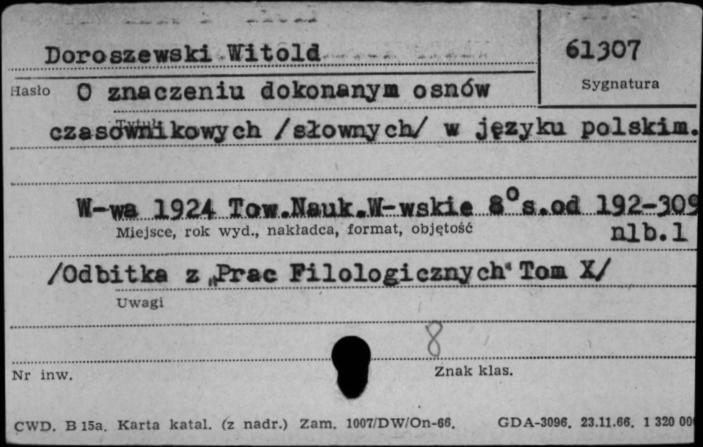 Doroszewski Witold
61307
Hasło
O znaczeniu dokonanym osnów
Sygnatura
Tytuł
czasównikowych /słownych/ w języku polskim.
W-wa 1924 Tow.Nauk.W-wskie 8° s.od 192-309
Miejsce, rok wyd., nakładca, format, objętość
nlb.1
/Odbitka z „Prac Filologicznych" Tom X/
Uwagi
8
Nr inw.
Znak klas.
CWD. B 15a. Karta katal. (z nadr.) Zam. 1007/DW/On-66. GDA-3096. 23.11.66. 1 320 00